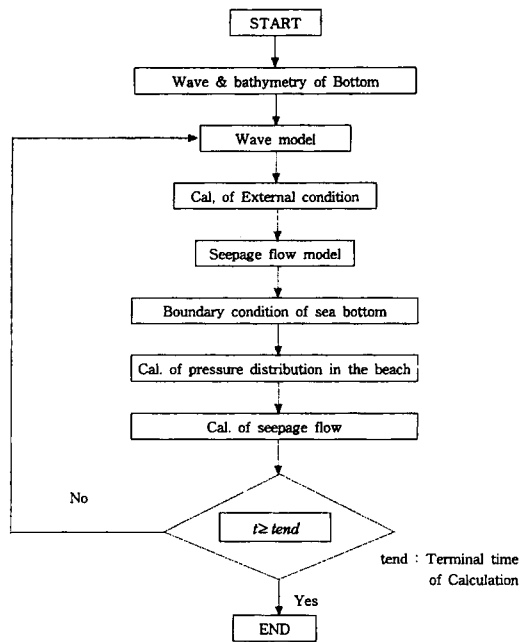 START
Wave & bathymetry of Bottom
Wave model
Cal, of External condition
Seepage flow model
Boundary condition of sea bottom
Cal. of pressure distribution in the beach
Cal. of seepage flow
No
t ≥ tend
tend : Terminal time
of Calculation
Yes
END